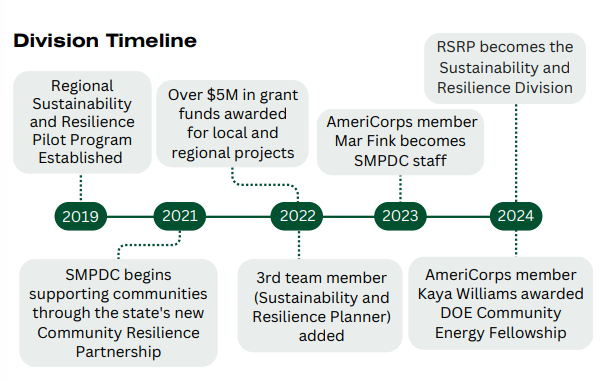 Division Timeline
Regional
Sustainability
and Resilience
Pilot Program
Established
Over $5M in grant
funds awarded
for local and
regional projects
AmeriCorps member
Mar Fink becomes
SMPDC staff
RSRP becomes the
Sustainability and
Resilience Division
2019
2021
2022
2023
2024
SMPDC begins
supporting communities
through the state's new
Community Resilience
Partnership
3rd team member
(Sustainability and
Resilience Planner)
added
AmeriCorps member
Kaya Williams awarded
DOE Community
Energy Fellowship